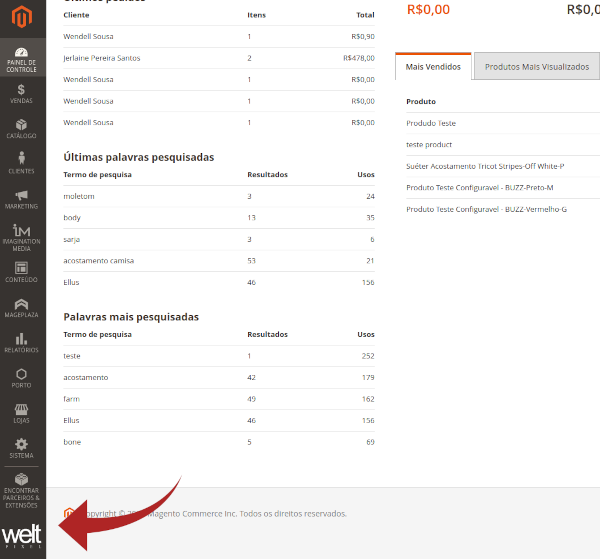 Últimos pedidos
Cliente Itens Total
Wendell Sousa 1 R$0,90
Jerlaine Pereira Santos 2 R$478,00
Wendell Sousa 1 R$0,00
Wendell Sousa 1 R$0,00
Wendell Sousa 1 R$0,00
Últimas palavras pesquisadas
Termo de pesquisa Resultados Usos
moletom 3 24
body 13 35
sarja 3 6
acostamento camisa 53 21
Ellus 46 156
Palavras mais pesquisadas
Termo de pesquisa Resultados Usos
teste 1 252
acostamento 42 179
farm 49 162
Ellus 46 156
bone 5 69
R$0,00 R$0,0
Mais Vendidos Produtos Mais Visualizados
Produto
Produdo Teste
teste product
Suéter Acostamento Tricot Stripes-Off White-P
Produto Teste Configuravel - BUZZ-Preto-M
Produto Teste Configuravel - BUZZ-Vermelho-G
PAINEL DE
CONTROLE
$
VENDAS
CATÁLOGO
CLIENTES
MARKETING
iM
IMAGINATION
MEDIA
CONTEÚDO
MAGEPLAZA
RELATÓRIOS
PORTO
LOJAS
SISTEMA
ENCONTRAR
PARCEIROS &
EXTENSÕES
welt
PIXEL
Copyright © Magento Commerce Inc. Todos os direitos reservados.